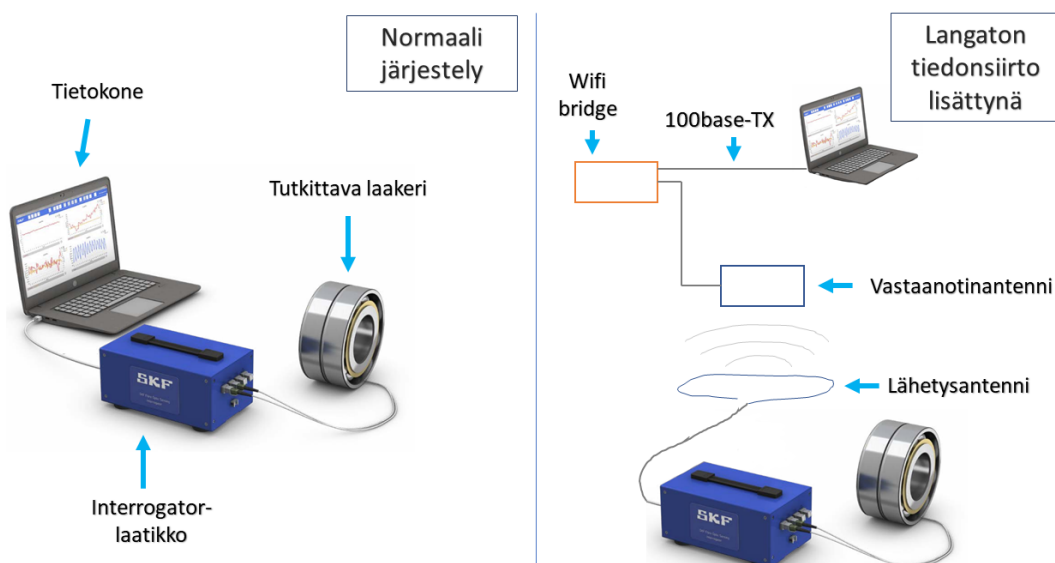 Normaali
järjestely
Tietokone
Tutkittava laakeri
SKF
Interrogator-
laatikko
Langaton
tiedonsiirto
lisättynä
Wifi
bridge
100base-TX
Vastaanotinantenni
Lähetysantenni
SKF